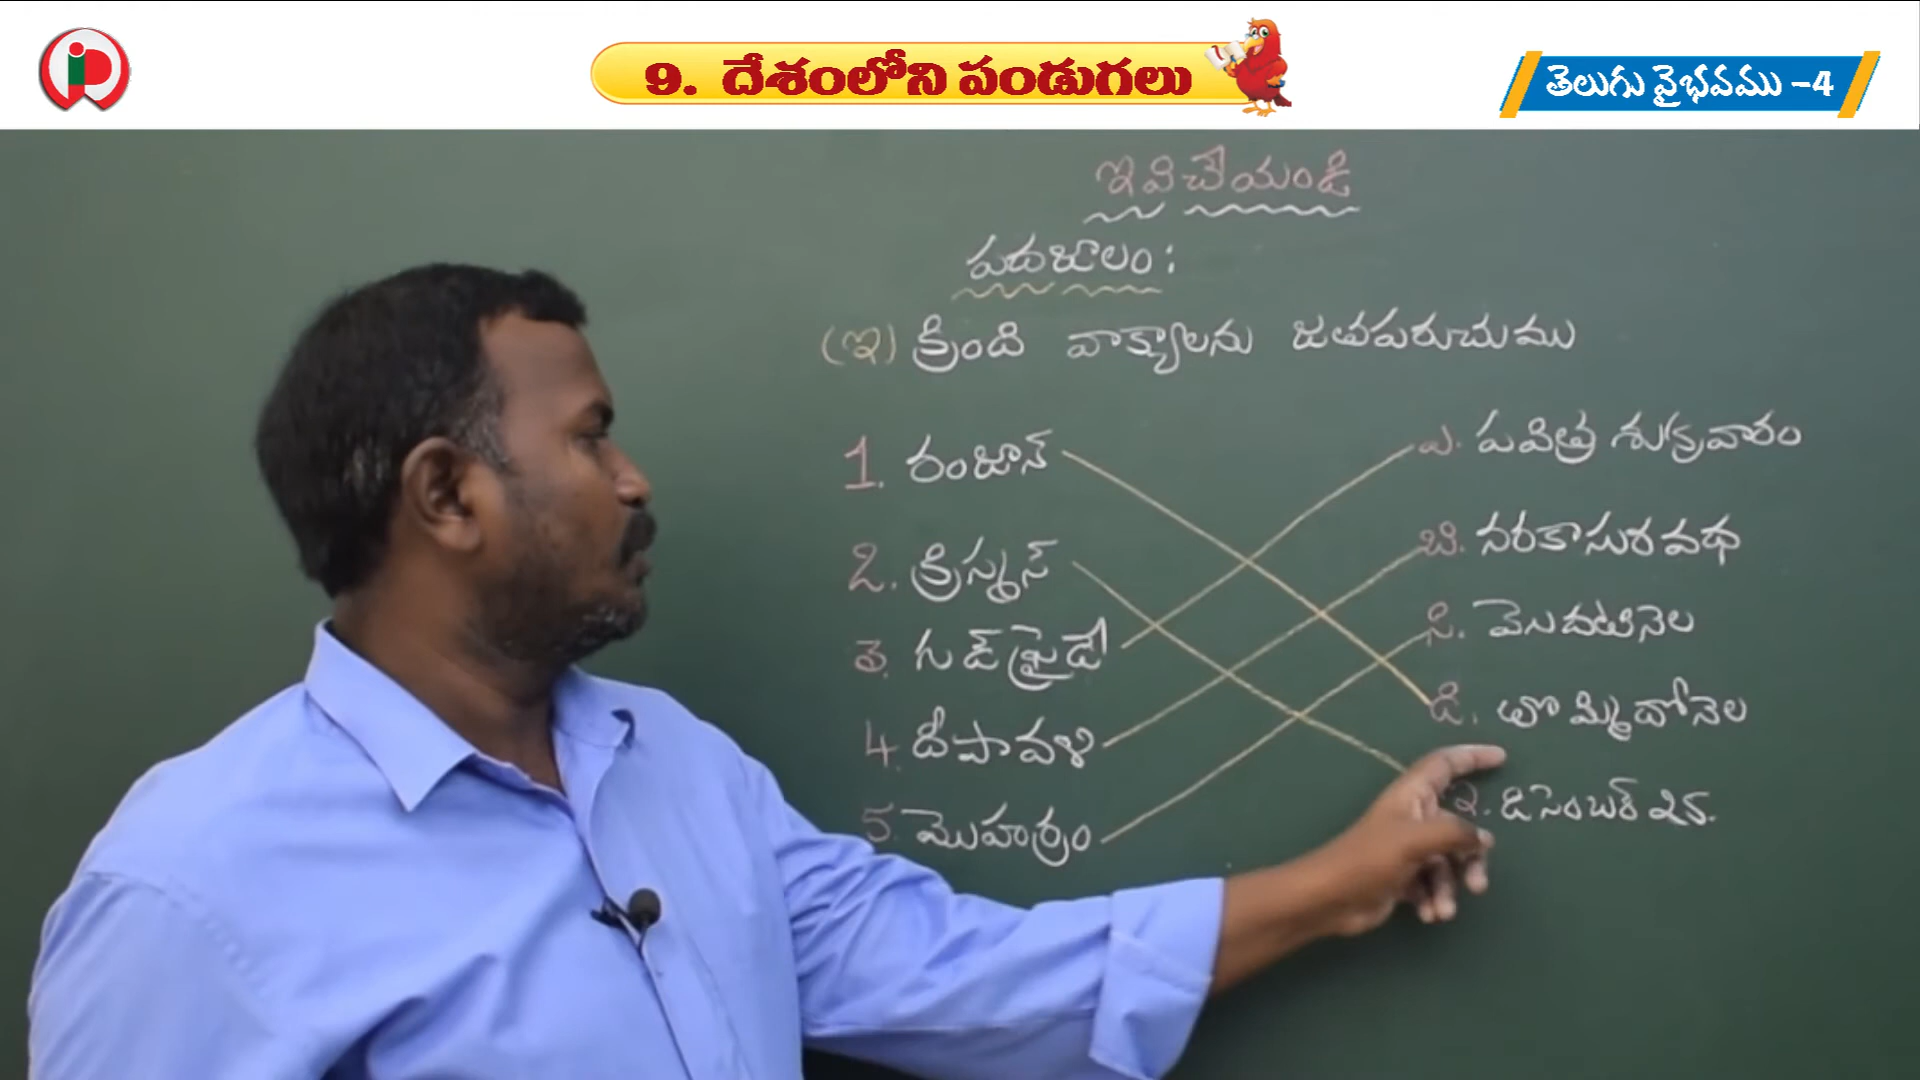 9. దేశంలోని పండుగలు
తెలుగు వైభవము -4
ఇవి చేయండి
పదజాలం:
(ఇ) క్రింది వాక్యాలను జతపరుచుము
1. రంజాన్ ఎ. పవిత్ర శుక్రవారం
2. క్రిస్మస్ బి. నరకాసుర వధ
3. గుడ్ ఫ్రైడే సి. మొదటి నెల
4. దీపావళి డి. తొమ్మిదో నెల
5. మొహర్రం ఇ. డిసెంబర్ 25.